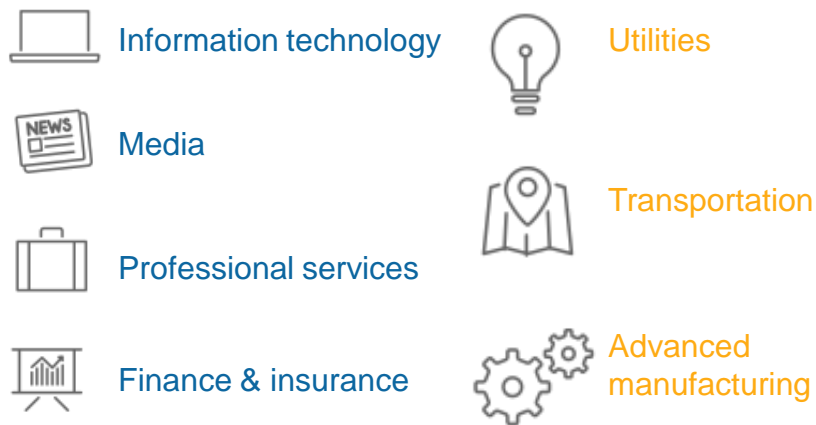 Information technology
NEWS
Media
Professional services
Finance & insurance
Utilities
Transportation
Advanced
manufacturing